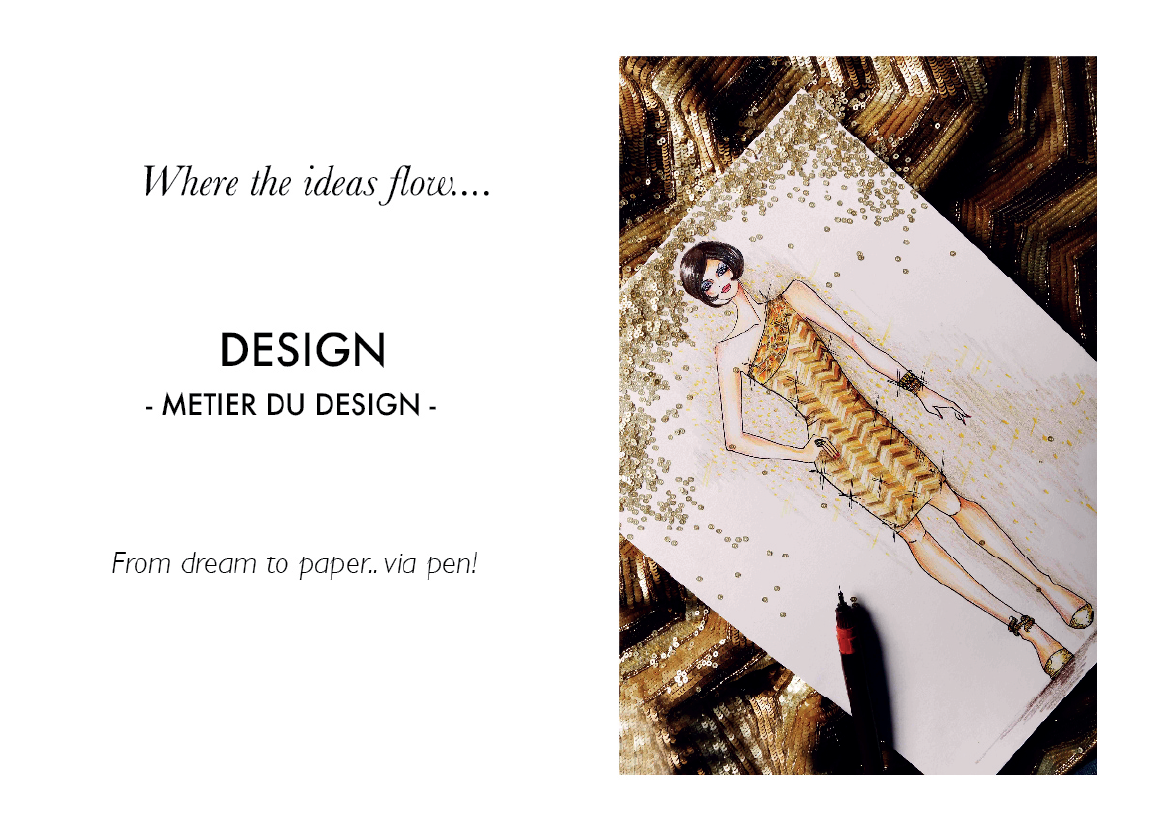 Where the ideas flow....
DESIGN
- METIER DU DESIGN -
From dream to paper.. via pen!